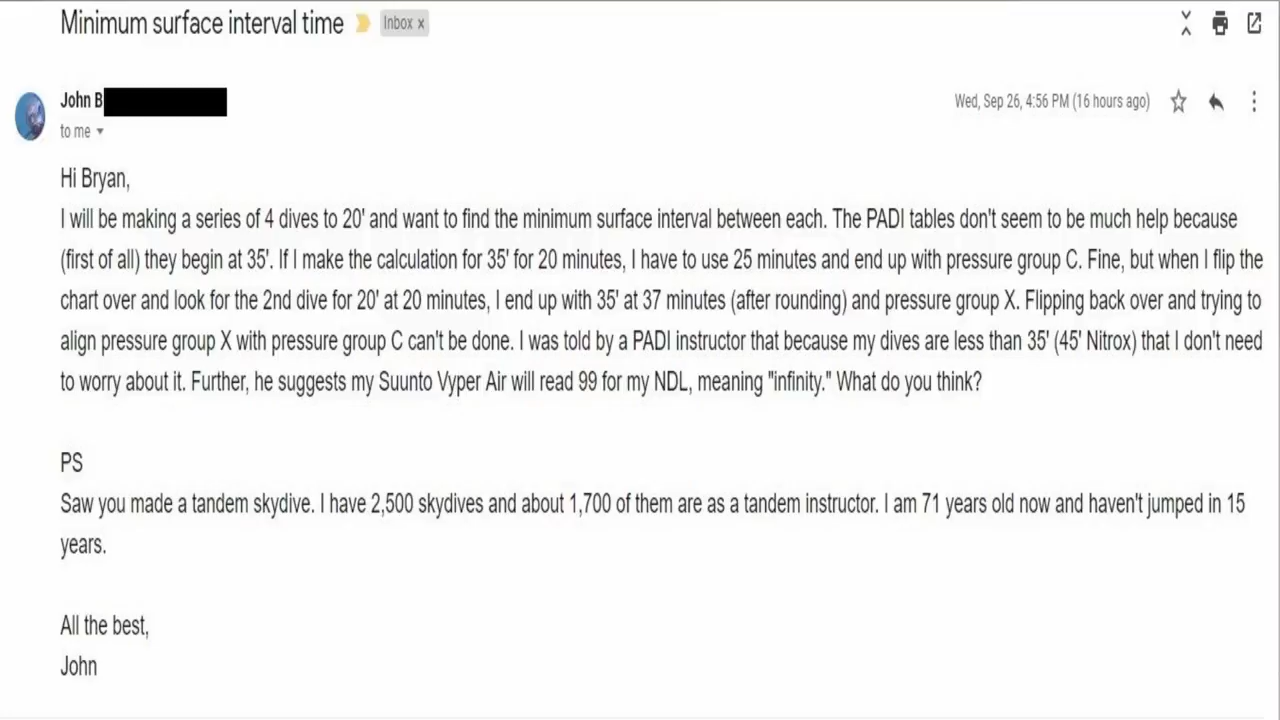 Minimum surface interval time Inbox x
John B
Wed, Sep 26, 4:56 PM (16 hours ago)
to me
Hi Bryan,
I will be making a series of 4 dives to 20' and want to find the minimum surface interval between each. The PADI tables don't seem to be much help because
(first of all) they begin at 35'. If I make the calculation for 35' for 20 minutes, I have to use 25 minutes and end up with pressure group C. Fine, but when I flip the
chart over and look for the 2nd dive for 20' at 20 minutes, I end up with 35' at 37 minutes (after rounding) and pressure group X. Flipping back over and trying to
align pressure group X with pressure group C can't be done. I was told by a PADI instructor that because my dives are less than 35' (45' Nitrox) that I don't need
to worry about it. Further, he suggests my Suunto Vyper Air will read 99 for my NDL, meaning "infinity." What do you think?
PS
Saw you made a tandem skydive. I have 2,500 skydives and about 1,700 of them are as a tandem instructor. I am 71 years old now and haven't jumped in 15
years.
All the best,
John